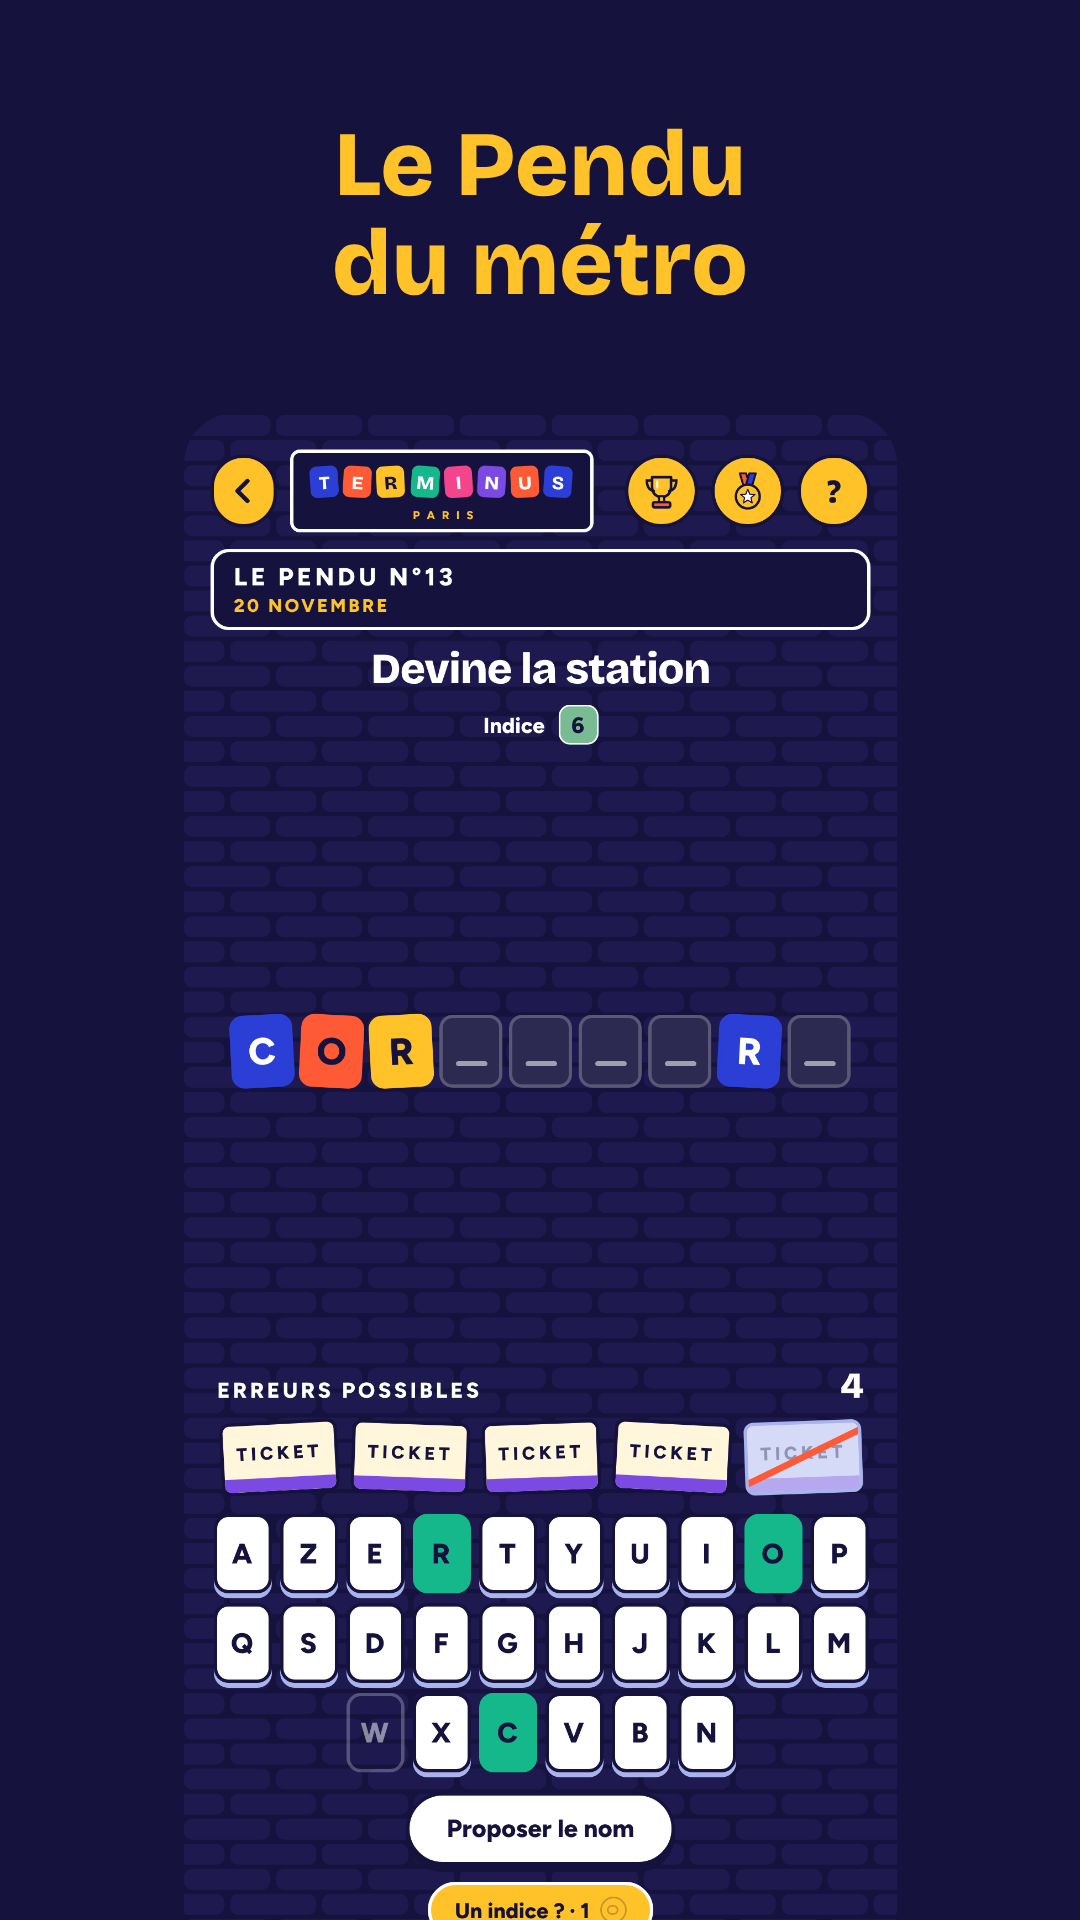 Le Pendu
du métro
TERMINUS
PARIS
?
LE PENDU N°13
20 NOVEMBRE
Devine la station
Indice 6
C O R _ _ _ _ R _
ERREURS POSSIBLES 4
TICKET TICKET TICKET TICKET TICKET
A Z E R T Y U I O P
Q S D F G H J K L M
W X C V B N
Proposer le nom
Un indice ? · 1